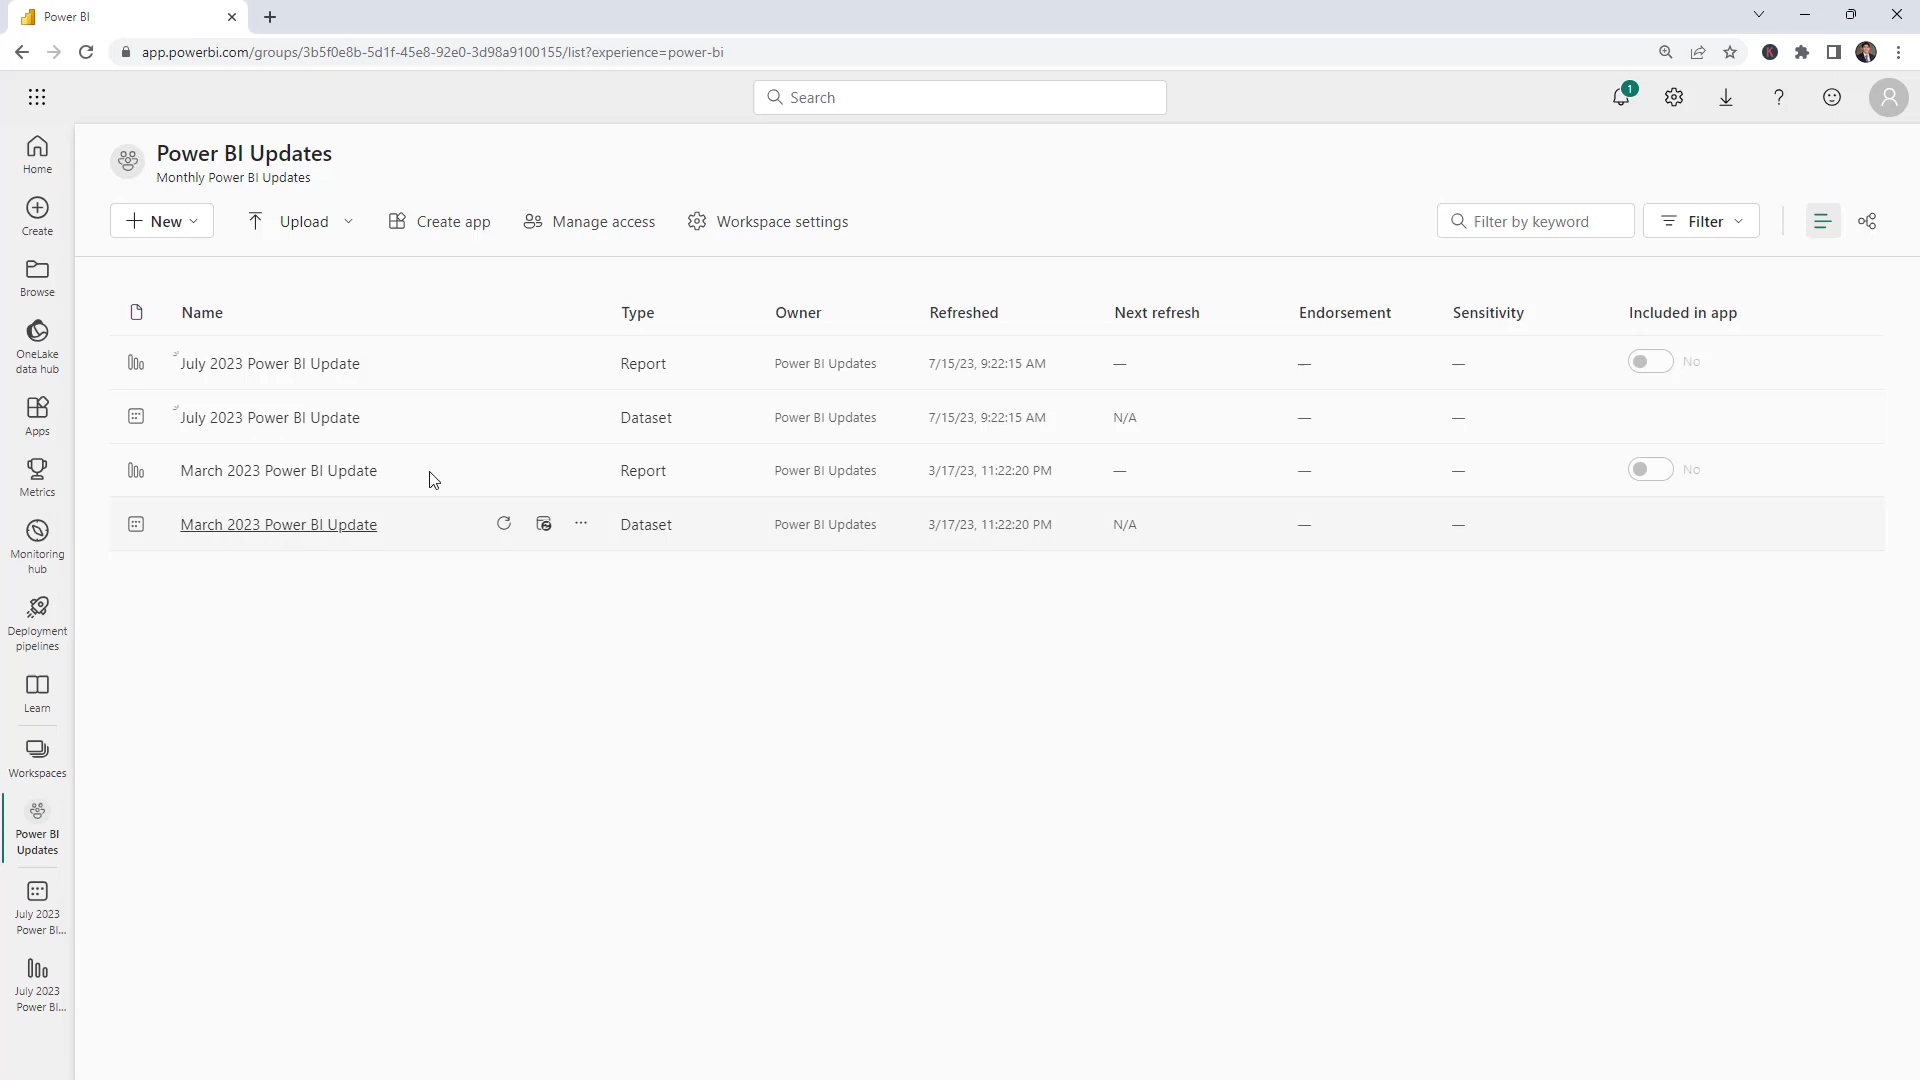 Power BI
app.powerbi.com/groups/3b5f0e8b-5d1f-45e8-92e0-3d98a9100155/list?experience=power-bi
K
Search
1
Home
Create
Browse
OneLake
data hub
Apps
Metrics
Monitoring
hub
Deployment
pipelines
Learn
Workspaces
Power BI
Updates
July 2023
Power BI...
July 2023
Power BI...
Power BI Updates
Monthly Power BI Updates
New Upload Create app Manage access Workspace settings Filter by keyword Filter
Name Type Owner Refreshed Next refresh Endorsement Sensitivity Included in app
July 2023 Power BI Update Report Power BI Updates 7/15/23, 9:22:15 AM — — — No
July 2023 Power BI Update Dataset Power BI Updates 7/15/23, 9:22:15 AM N/A — —
March 2023 Power BI Update Report Power BI Updates 3/17/23, 11:22:20 PM — — — No
March 2023 Power BI Update Dataset Power BI Updates 3/17/23, 11:22:20 PM N/A — —